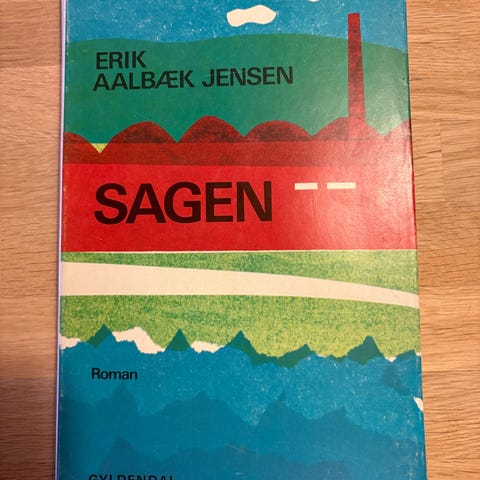 ERIK
AALBÆK JENSEN
SAGEN
Roman
GYLDENDAL